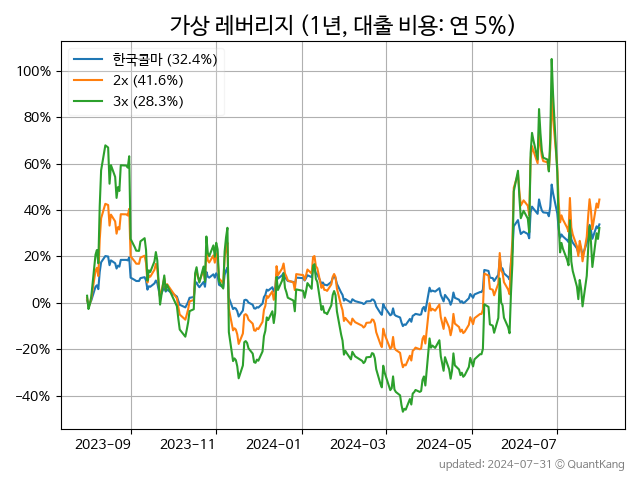 가상 레버리지 (1년, 대출 비용: 연 5%)
한국콜마 (32.4%)
2x (41.6%)
3x (28.3%)
100%
80%
60%
40%
20%
0%
−20%
−40%
2023-09
2023-11
2024-01
2024-03
2024-05
2024-07
updated: 2024-07-31 © QuantKang